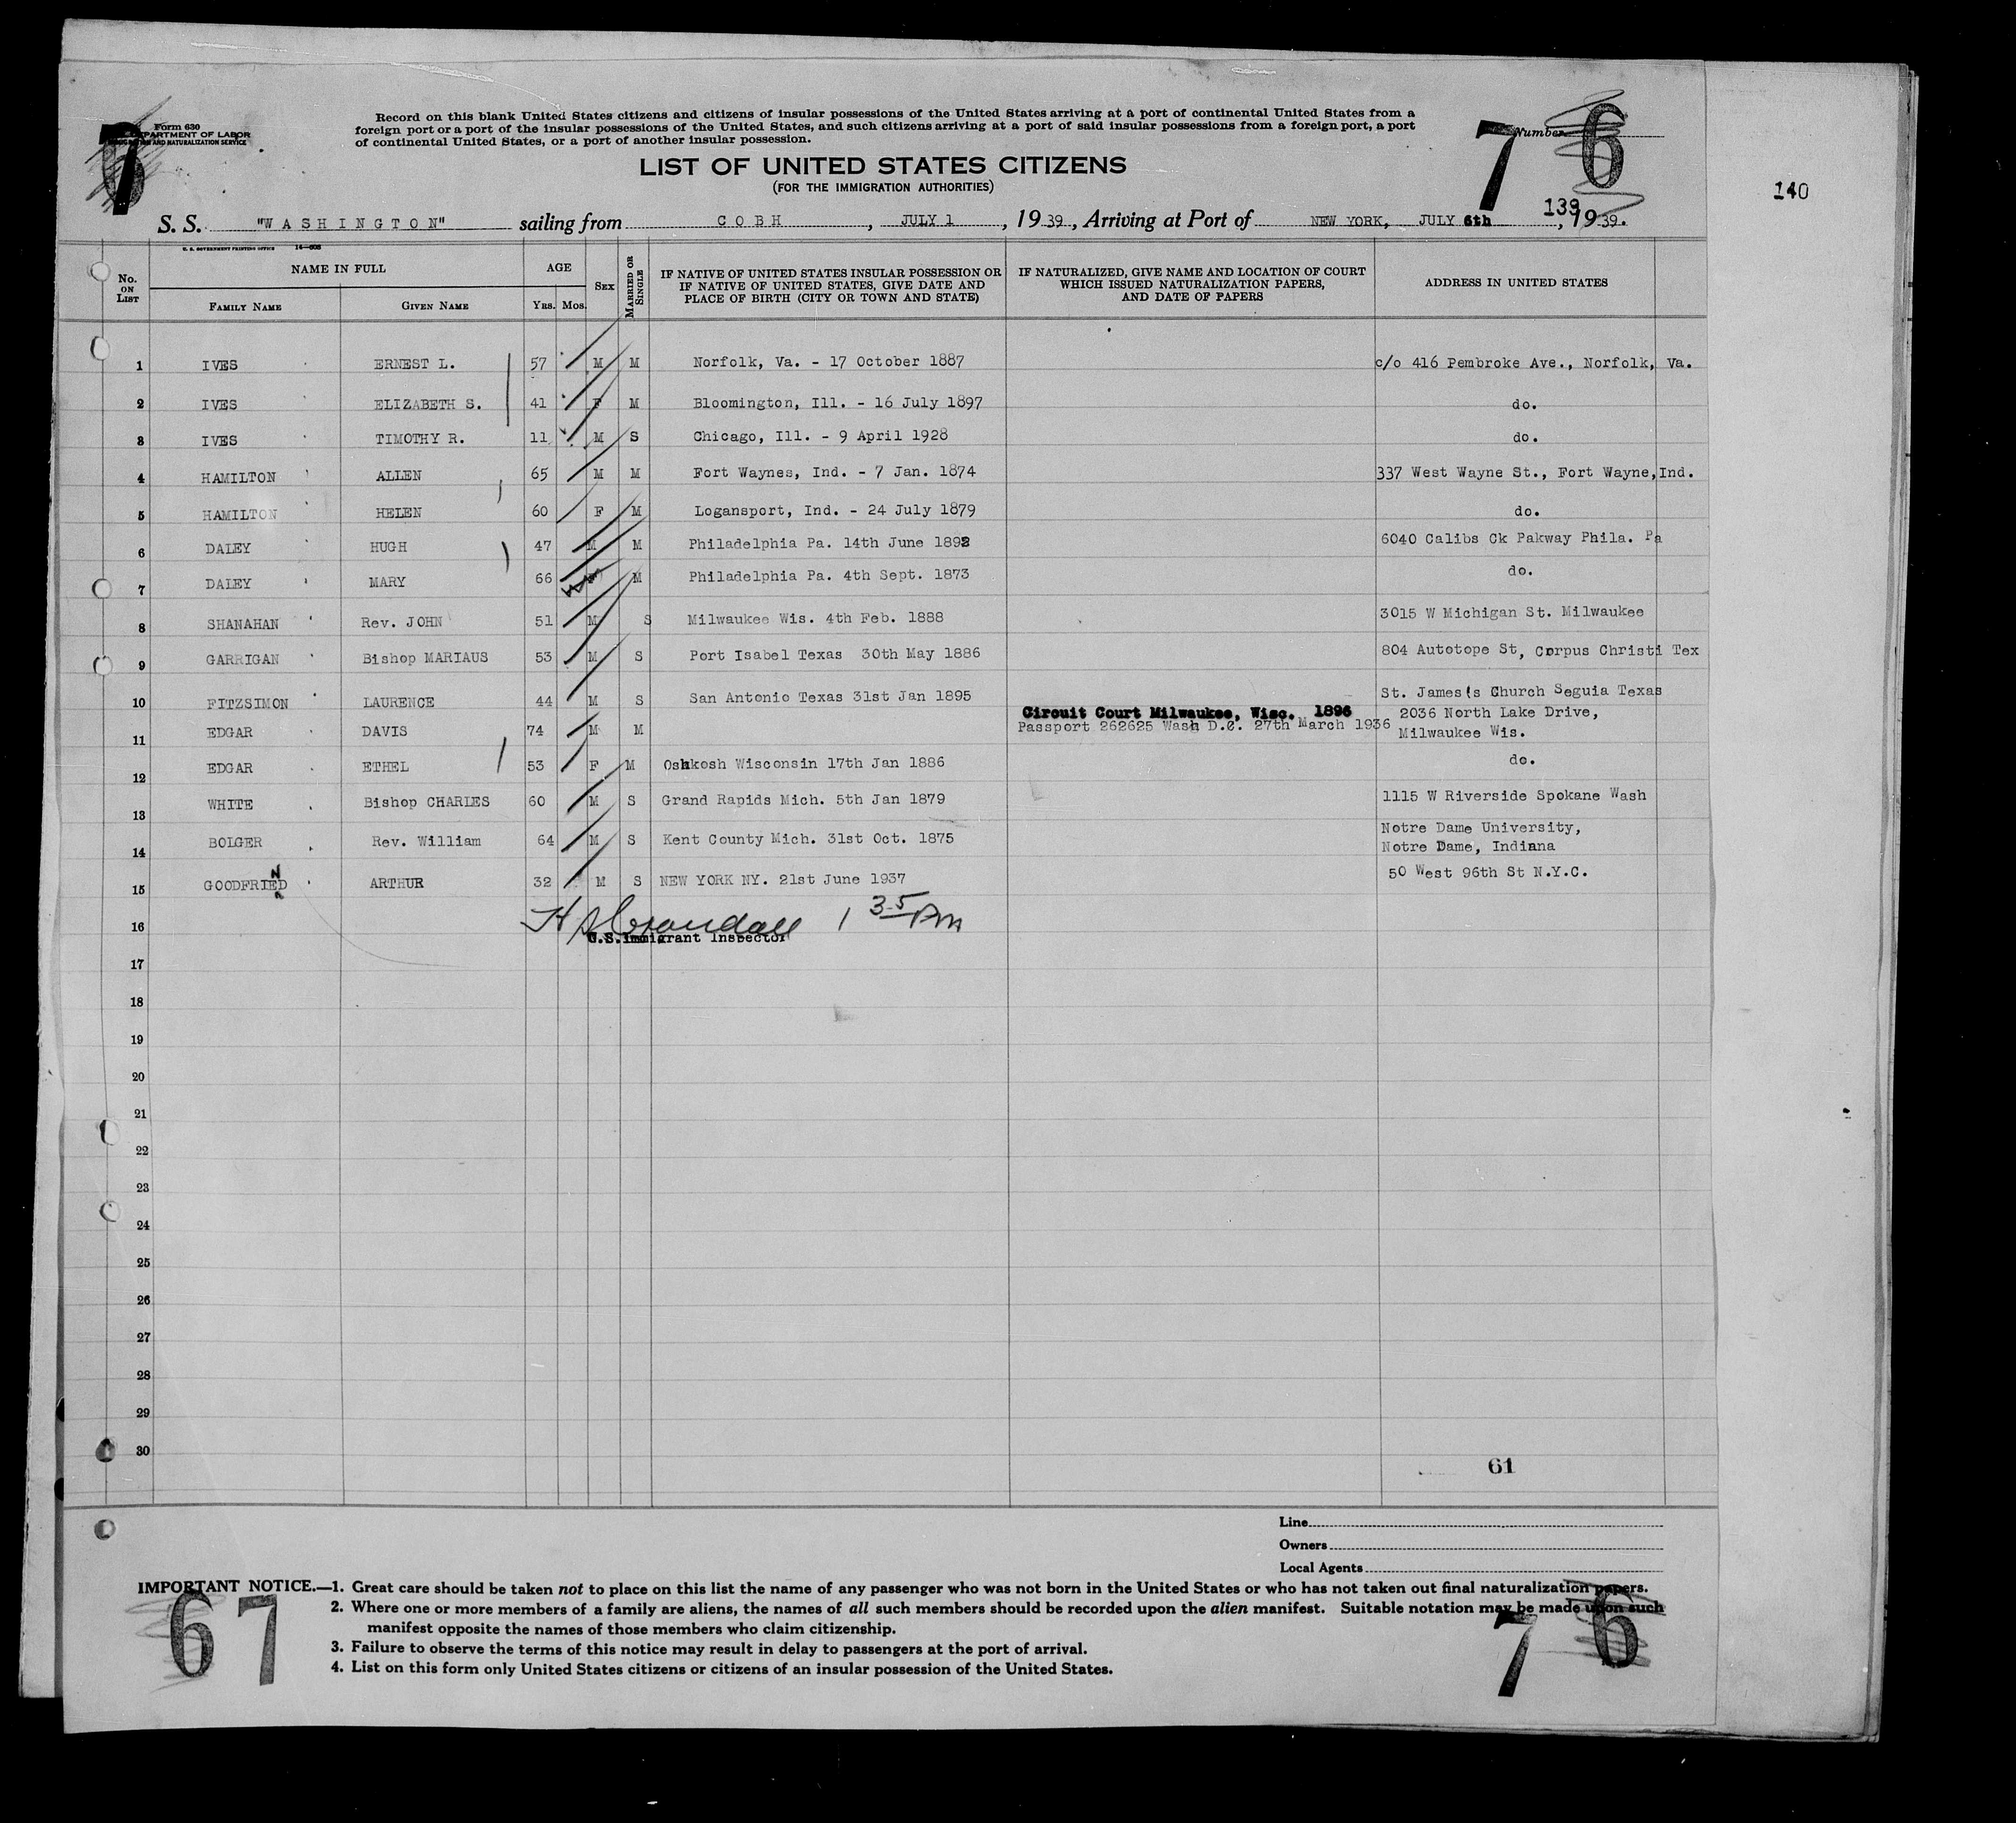 Form 630
DEPARTMENT OF LABOR
AND NATURALIZATION SERVICE
Record on this blank United States citizens and citizens of insular possessions of the United States arriving at a port of continental United States from a
foreign port or a port of the insular possessions of the United States, and such citizens arriving at a port of said insular possessions from a foreign port, a port
of continental United States, or a port of another insular possession.
7
7 Number 6
LIST OF UNITED STATES CITIZENS
(FOR THE IMMIGRATION AUTHORITIES)
140
139
S. S. "WASHINGTON" sailing from COBH, JULY 1, 1939, Arriving at Port of NEW YORK, JULY 6th, 1939.
U. S. GOVERNMENT PRINTING OFFICE
No. ON LIST NAME IN FULL FAMILY NAME GIVEN NAME AGE YRS. MOS. SEX MARRIED OR SINGLE IF NATIVE OF UNITED STATES INSULAR POSSESSION OR IF NATIVE OF UNITED STATES, GIVE DATE AND PLACE OF BIRTH (CITY OR TOWN AND STATE) IF NATURALIZED, GIVE NAME AND LOCATION OF COURT WHICH ISSUED NATURALIZATION PAPERS, AND DATE OF PAPERS ADDRESS IN UNITED STATES
1 IVES ERNEST L. 57 M M Norfolk, Va. - 17 October 1887 c/o 416 Pembroke Ave., Norfolk, Va.
2 IVES ELIZABETH S. 41 F M Bloomington, Ill. - 16 July 1897 do.
3 IVES TIMOTHY R. 11 M S Chicago, Ill. - 9 April 1928 do.
4 HAMILTON ALLEN 65 M M Fort Waynes, Ind. - 7 Jan. 1874 337 West Wayne St., Fort Wayne, Ind.
5 HAMILTON HELEN 60 F M Logansport, Ind. - 24 July 1879 do.
6 DALEY HUGH 47 M M Philadelphia Pa. 14th June 1892 6040 Calibs Ck Pakway Phila. Pa
7 DALEY MARY 66 F M Philadelphia Pa. 4th Sept. 1873 do.
8 SHANAHAN Rev. JOHN 51 M S Milwaukee Wis. 4th Feb. 1888 3015 W Michigan St. Milwaukee
9 GARRIGAN Bishop MARIAUS 53 M S Port Isabel Texas 30th May 1886 804 Autotope St, Corpus Christi Tex
10 FITZSIMON LAURENCE 44 M S San Antonio Texas 31st Jan 1895 St. James's Church Seguia Texas
11 EDGAR DAVIS 74 M M Circuit Court Milwaukee, Wisc. 1896 2036 North Lake Drive,
Passport 262625 Wash D.C. 27th March 1936 Milwaukee Wis.
12 EDGAR ETHEL 53 F M Oshkosh Wisconsin 17th Jan 1886 do.
13 WHITE Bishop CHARLES 60 M S Grand Rapids Mich. 5th Jan 1879 1115 W Riverside Spokane Wash
14 BOLGER Rev. William 64 M S Kent County Mich. 31st Oct. 1875 Notre Dame University,
Notre Dame, Indiana
15 GOODFRIEND ARTHUR 32 M S NEW YORK NY. 21st June 1937 50 West 96th St N.Y.C.
16 Crandall 1 35 PM
U.S. Immigrant Inspector
17
18
19
20
21
22
23
24
25
26
27
28
29
30
61
Line
Owners
Local Agents
IMPORTANT NOTICE.—1. Great care should be taken not to place on this list the name of any passenger who was not born in the United States or who has not taken out final naturalization papers.
2. Where one or more members of a family are aliens, the names of all such members should be recorded upon the alien manifest. Suitable notation may be made upon such
manifest opposite the names of those members who claim citizenship.
3. Failure to observe the terms of this notice may result in delay to passengers at the port of arrival.
4. List on this form only United States citizens or citizens of an insular possession of the United States.
6 7
7 6